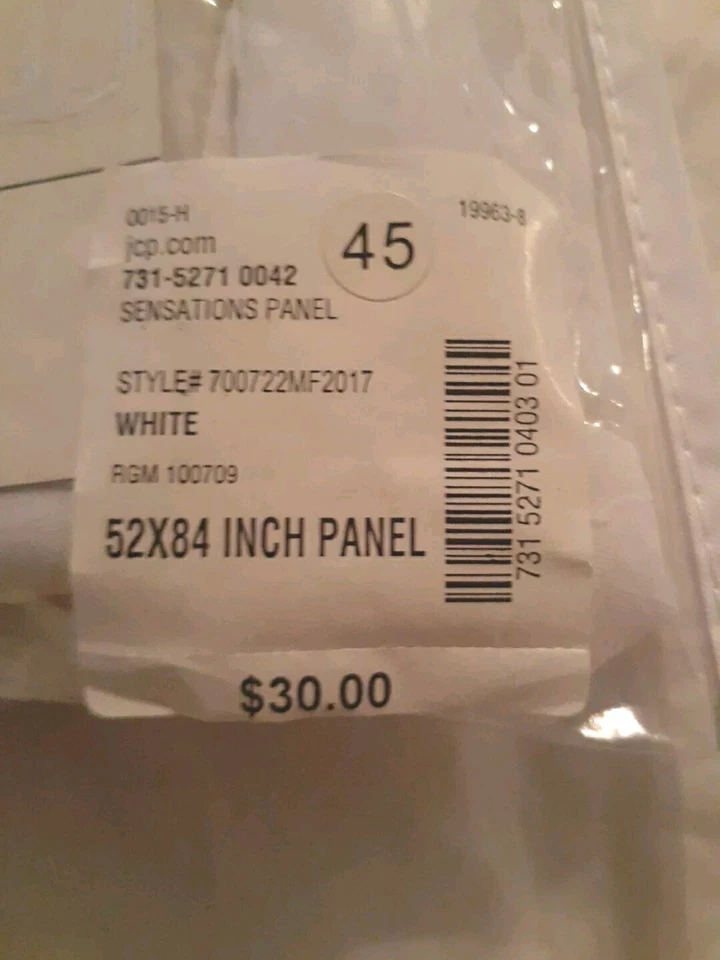 0015-H
19963-8
jcp.com
45
731-5271 0042
SENSATIONS PANEL
STYLE# 700722MF2017
WHITE
RGM 100709
52X84 INCH PANEL
731 5271 0403 01
$30.00